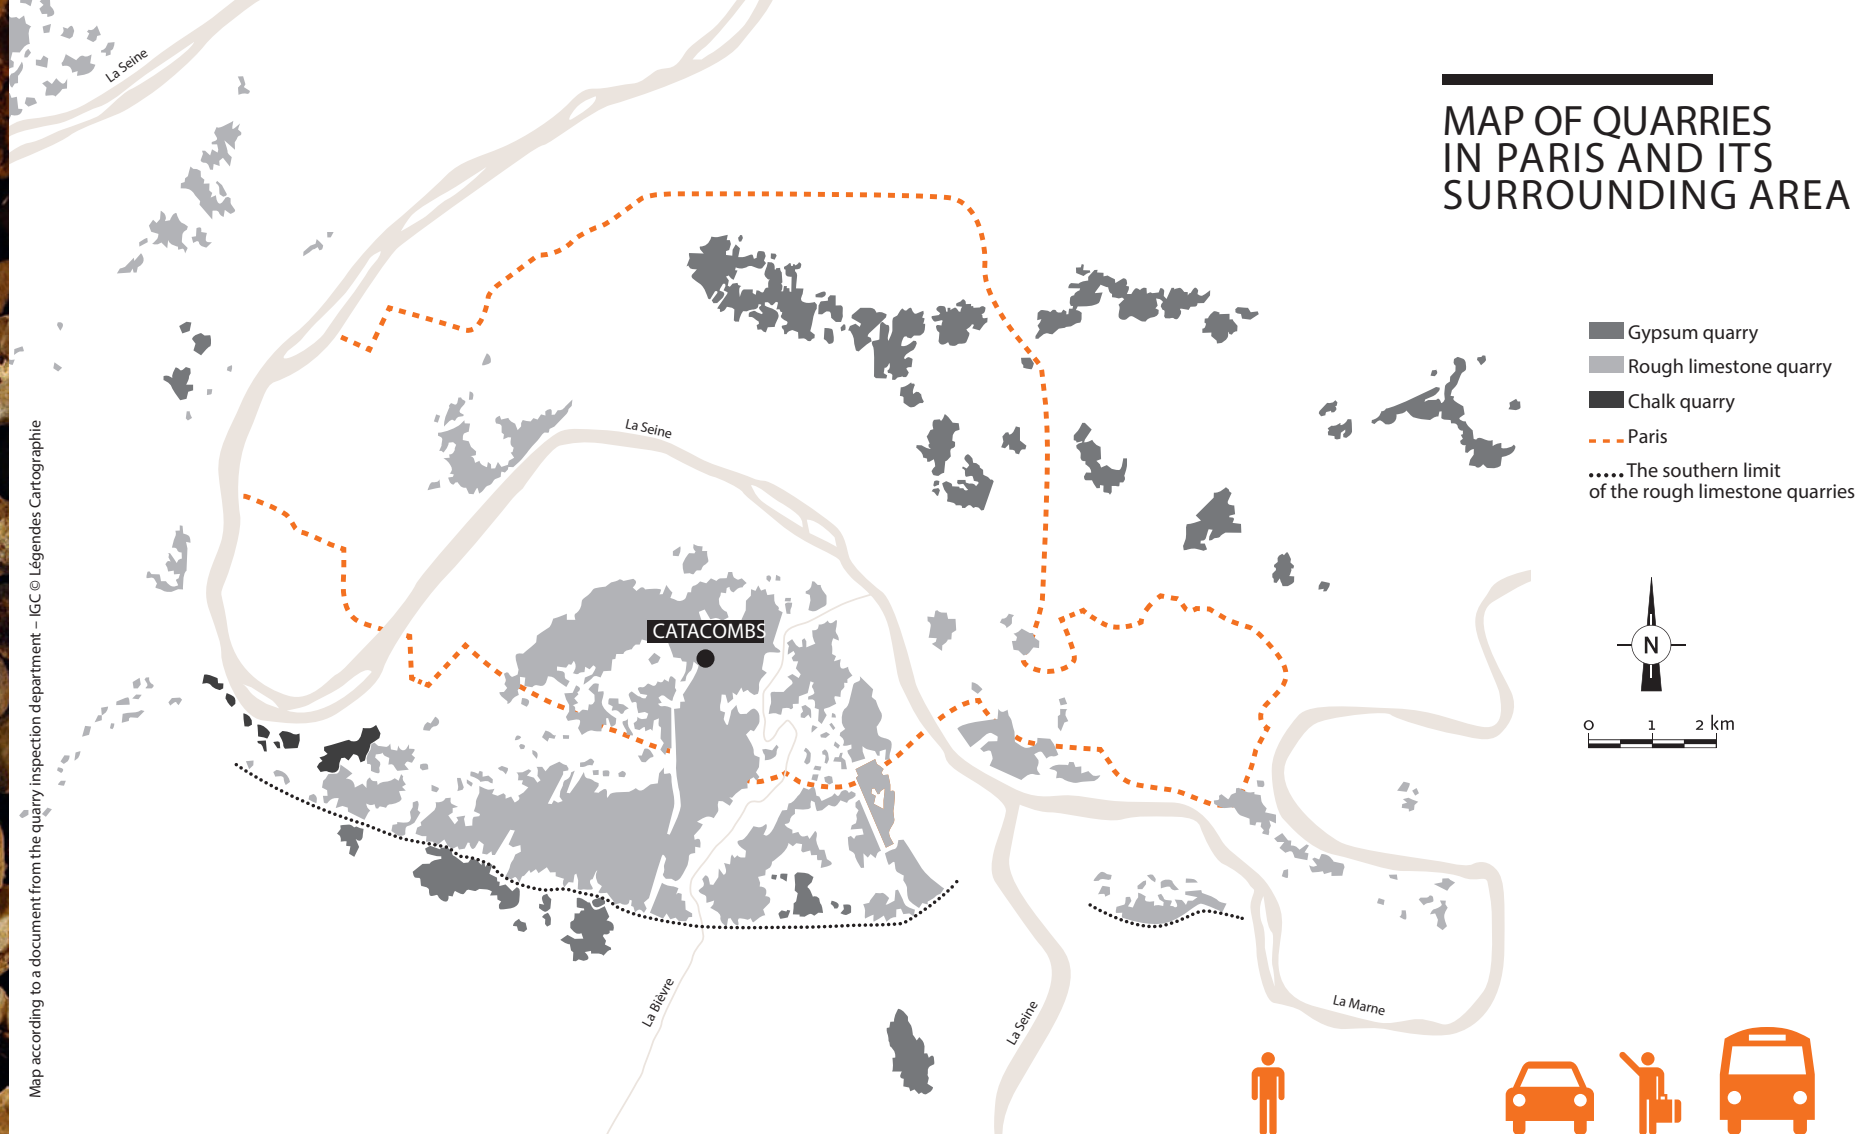 MAP OF QUARRIES
IN PARIS AND ITS
SURROUNDING AREA
Gypsum quarry
Rough limestone quarry
Chalk quarry
Paris
The southern limit
of the rough limestone quarries
N
0 1 2 km
La Seine
La Seine
CATACOMBS
La Bièvre
La Seine
La Marne
Map according to a document from the quarry inspection department – IGC © Légendes Cartographie